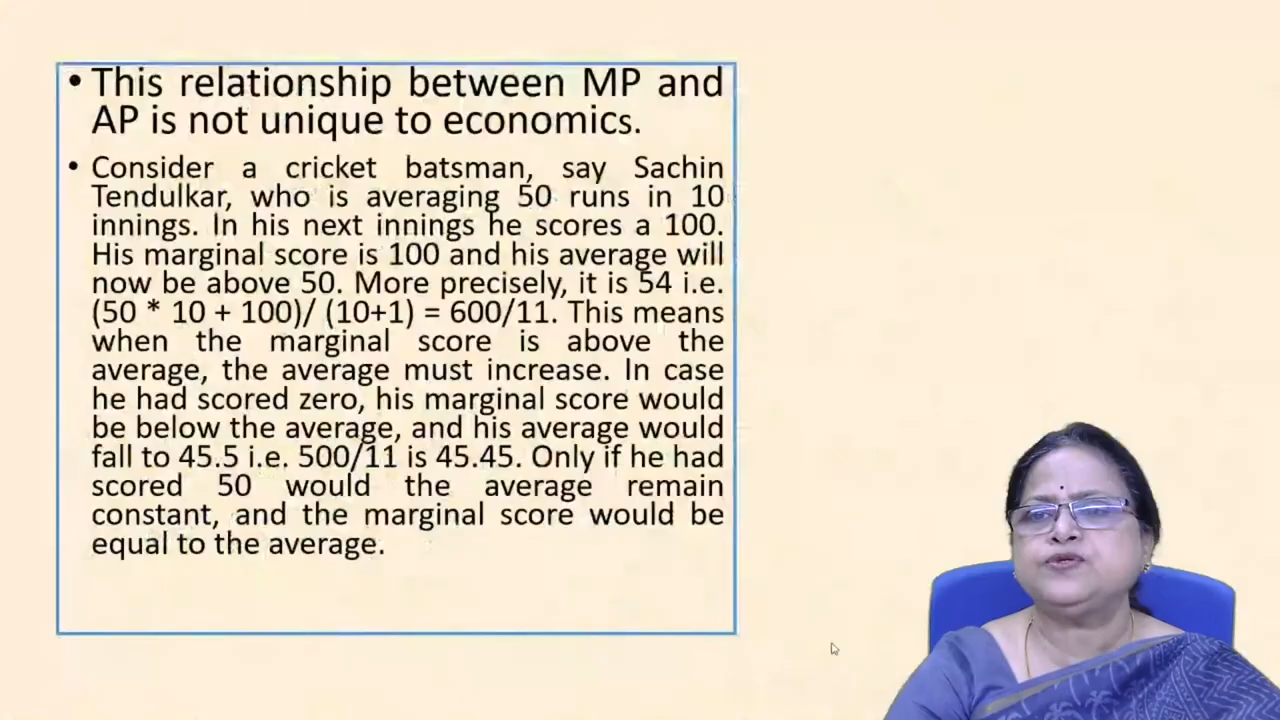 • This relationship between MP and
AP is not unique to economics.
• Consider a cricket batsman, say Sachin
Tendulkar, who is averaging 50 runs in 10
innings. In his next innings he scores a 100.
His marginal score is 100 and his average will
now be above 50. More precisely, it is 54 i.e.
(50 * 10 + 100)/ (10+1) = 600/11. This means
when the marginal score is above the
average, the average must increase. In case
he had scored zero, his marginal score would
be below the average, and his average would
fall to 45.5 i.e. 500/11 is 45.45. Only if he had
scored 50 would the average remain
constant, and the marginal score would be
equal to the average.